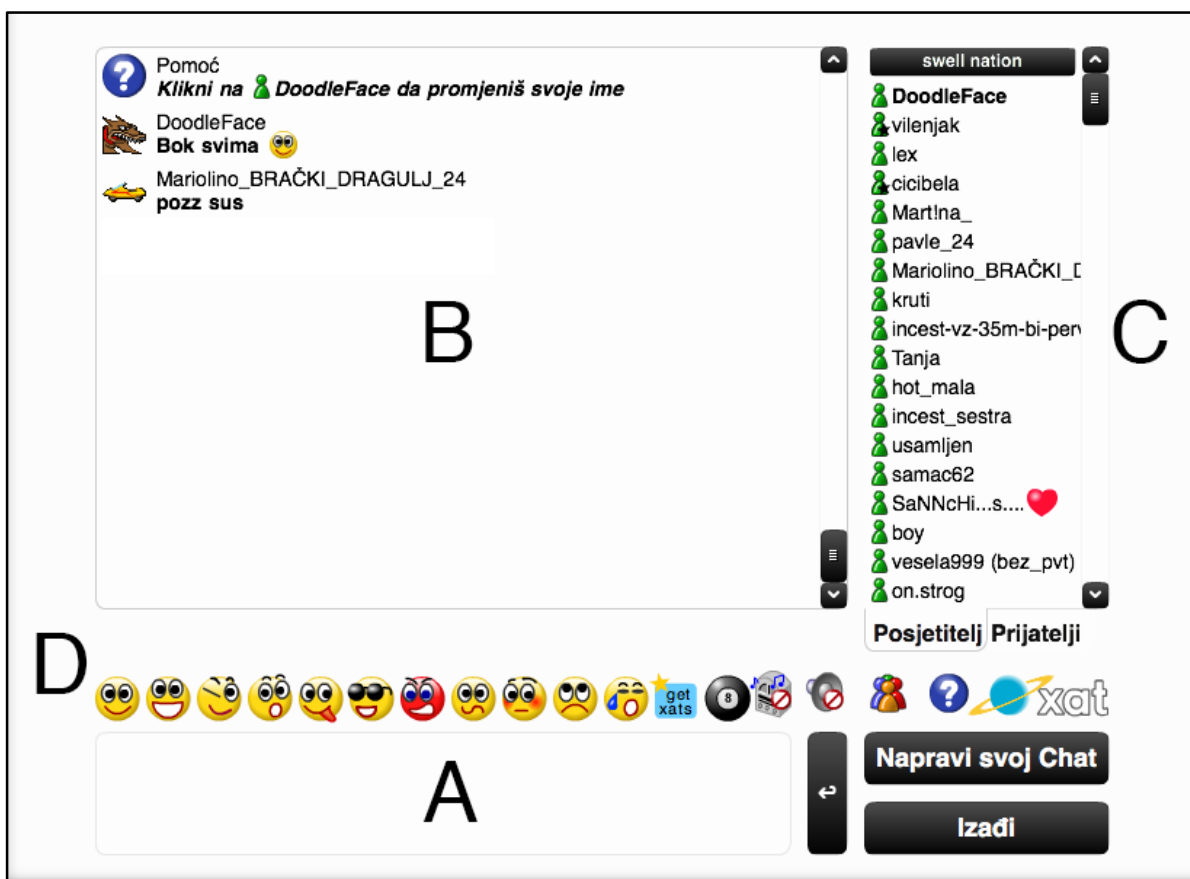 Pomoć
Klikni na DoodleFace da promjeniš svoje ime
DoodleFace
Bok svima
Mariolino_BRAČKI_DRAGULJ_24
pozz sus
B
swell nation
DoodleFace
vilenjak
lex
cicibela
Mart!na_
pavle_24
Mariolino_BRAČKI_D
kruti
incest-vz-35m-bi-perv
Tanja
hot_mala
incest_sestra
usamljen
samac62
SaNNcHi...s....
boy
vesela999 (bez_pvt)
on.strog
C
Posjetitelj Prijatelji
D
get
xats
8
xat
A
Napravi svoj Chat
Izađi